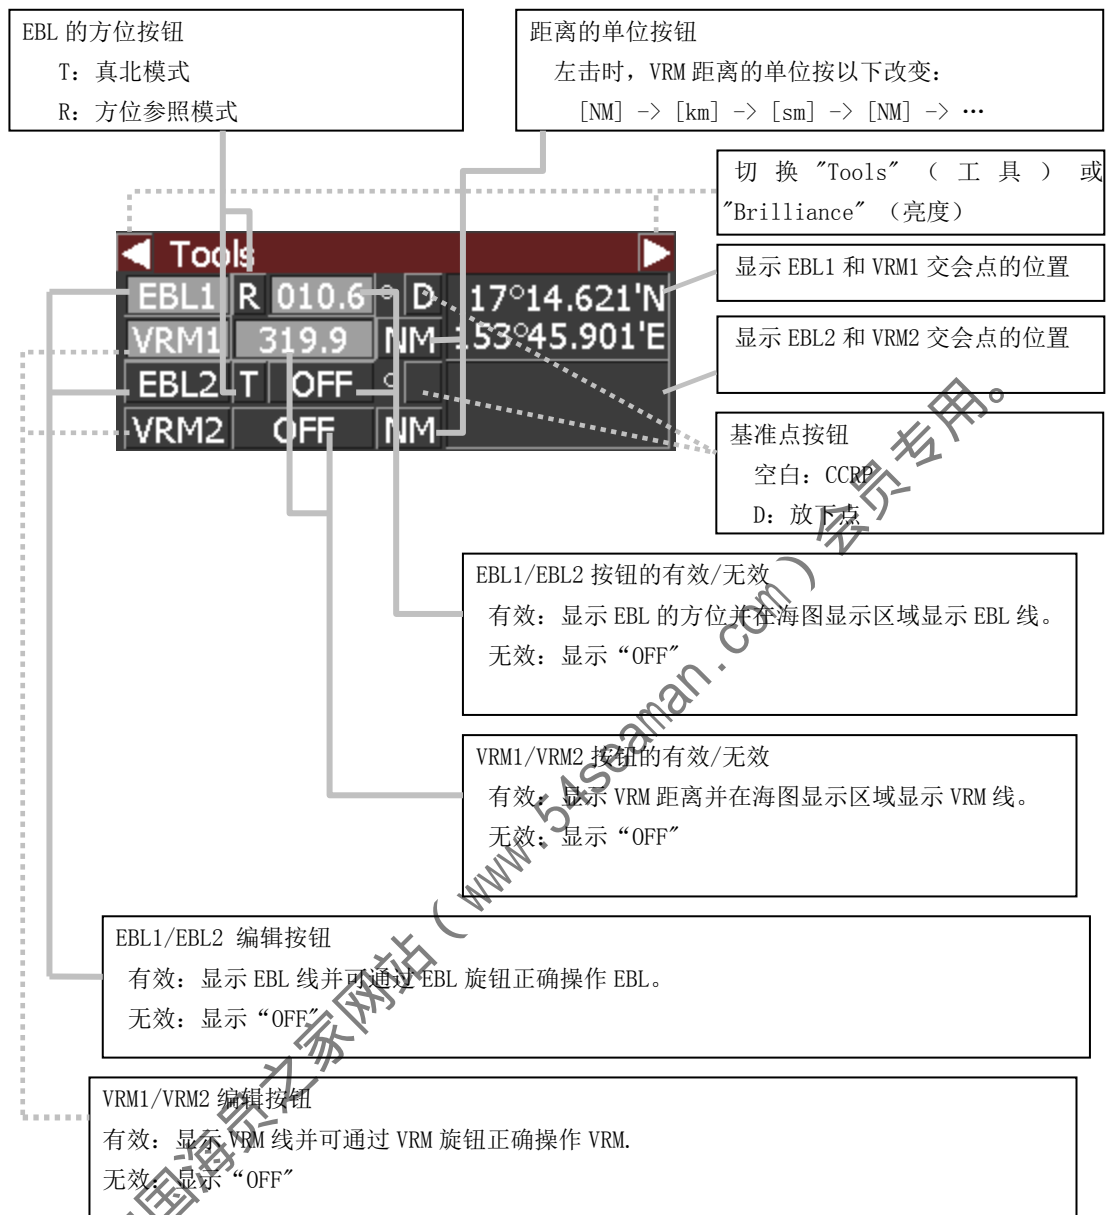 EBL 的方位按钮
T：真北模式
R：方位参照模式
距离的单位按钮
左击时，VRM 距离的单位按以下改变：
[NM] -> [km] -> [sm] -> [NM] -> …
切 换 "Tools" （ 工 具 ） 或
"Brilliance" （亮度）
Tools
EBL1 R 010.6 ° D
VRM1 319.9 NM
EBL2 T OFF °
VRM2 OFF NM
17°14.621'N
153°45.901'E
显示 EBL1 和 VRM1 交会点的位置
显示 EBL2 和 VRM2 交会点的位置
基准点按钮
空白：CCRP
D：放下点
EBL1/EBL2 按钮的有效/无效
有效：显示 EBL 的方位并在海图显示区域显示 EBL 线。
无效：显示“OFF”
VRM1/VRM2 按钮的有效/无效
有效：显示 VRM 距离并在海图显示区域显示 VRM 线。
无效：显示“OFF”
EBL1/EBL2 编辑按钮
有效：显示 EBL 线并可通过 EBL 旋钮正确操作 EBL。
无效：显示“OFF”
VRM1/VRM2 编辑按钮
有效：显示 VRM 线并可通过 VRM 旋钮正确操作 VRM.
无效：显示“OFF”
国海员之家网站（www.54seaman.com）会员专用。